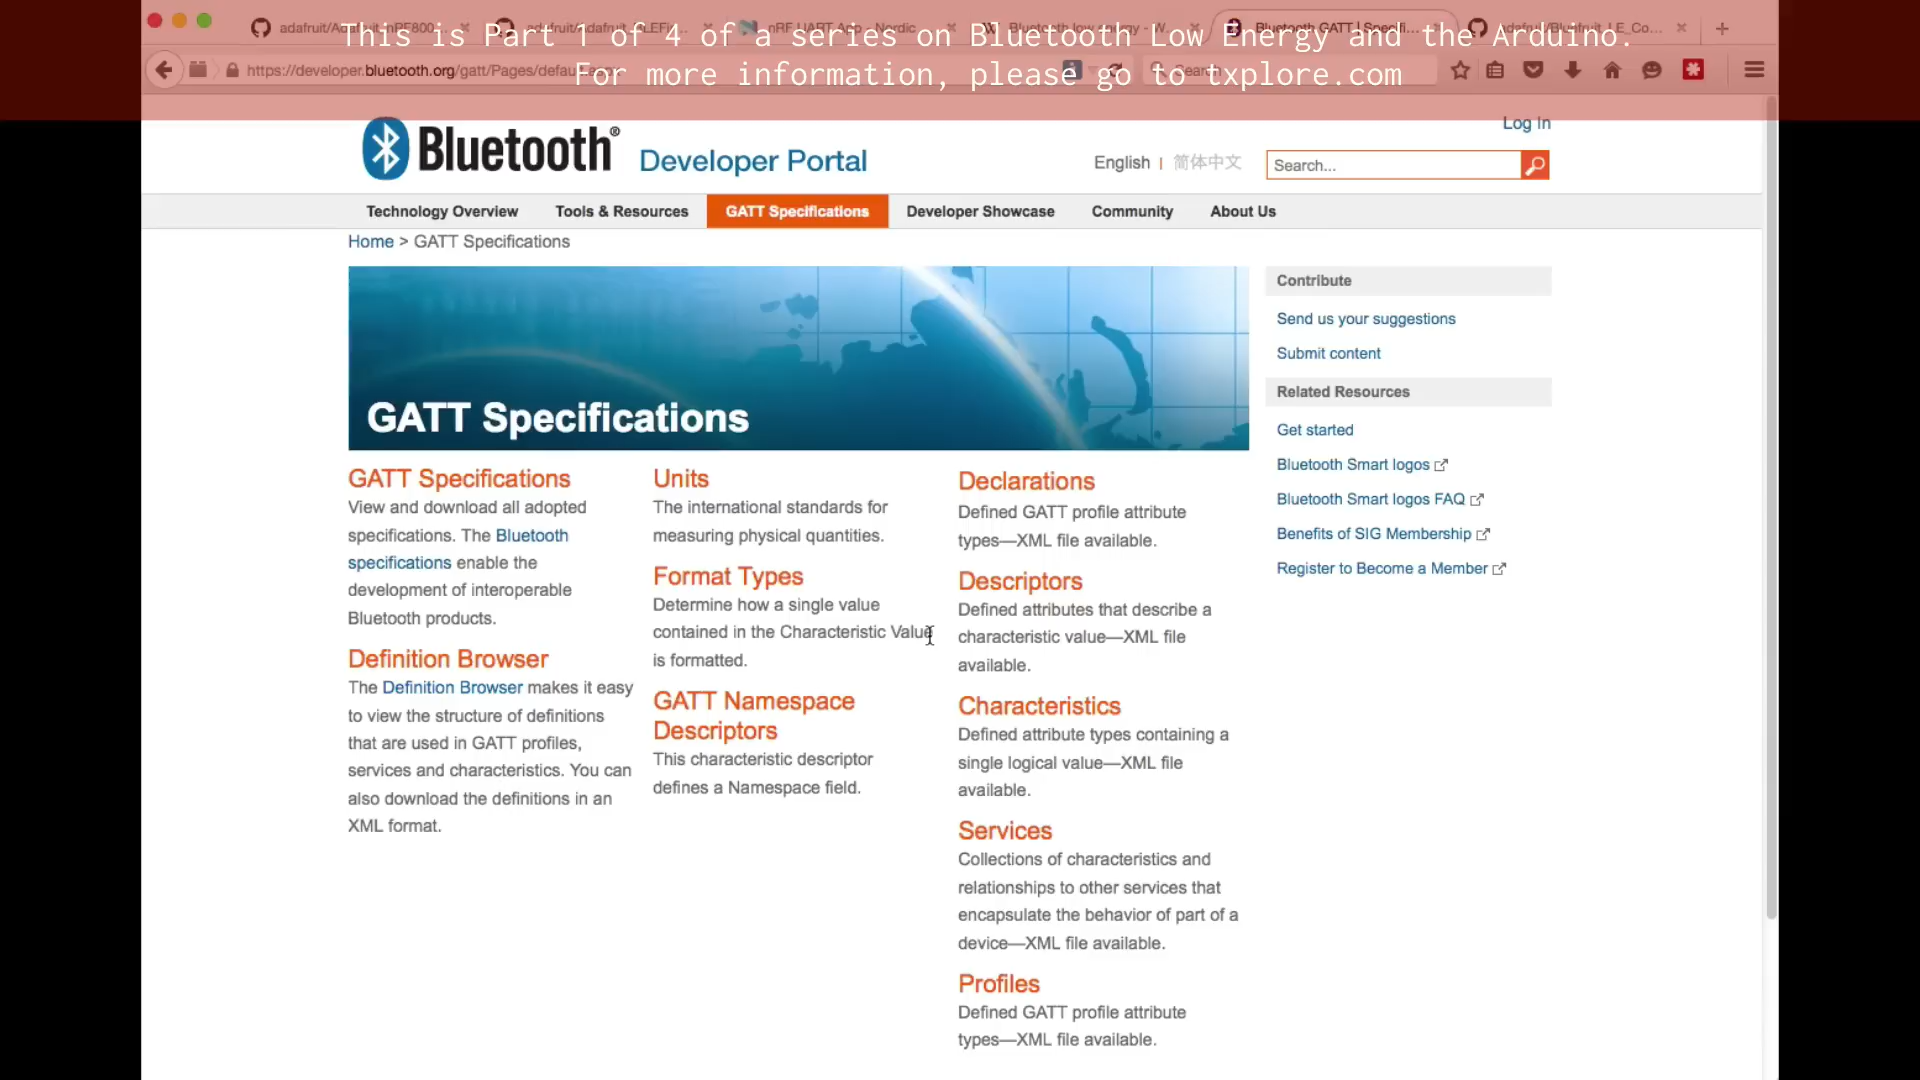 This is Part 1 of 4 of a series on Bluetooth Low Energy and the Arduino.
For more information, please go to txplore.com
https://developer.bluetooth.org/gatt/Pages/defau
Search
Log In
Bluetooth® Developer Portal
English | 简体中文
Search...
Technology Overview Tools & Resources GATT Specifications Developer Showcase Community About Us
Home > GATT Specifications
GATT Specifications
GATT Specifications
View and download all adopted
specifications. The Bluetooth
specifications enable the
development of interoperable
Bluetooth products.
Definition Browser
The Definition Browser makes it easy
to view the structure of definitions
that are used in GATT profiles,
services and characteristics. You can
also download the definitions in an
XML format.
Units
The international standards for
measuring physical quantities.
Format Types
Determine how a single value
contained in the Characteristic Value
is formatted.
GATT Namespace
Descriptors
This characteristic descriptor
defines a Namespace field.
Declarations
Defined GATT profile attribute
types—XML file available.
Descriptors
Defined attributes that describe a
characteristic value—XML file
available.
Characteristics
Defined attribute types containing a
single logical value—XML file
available.
Services
Collections of characteristics and
relationships to other services that
encapsulate the behavior of part of a
device—XML file available.
Profiles
Defined GATT profile attribute
types—XML file available.
Contribute
Send us your suggestions
Submit content
Related Resources
Get started
Bluetooth Smart logos
Bluetooth Smart logos FAQ
Benefits of SIG Membership
Register to Become a Member